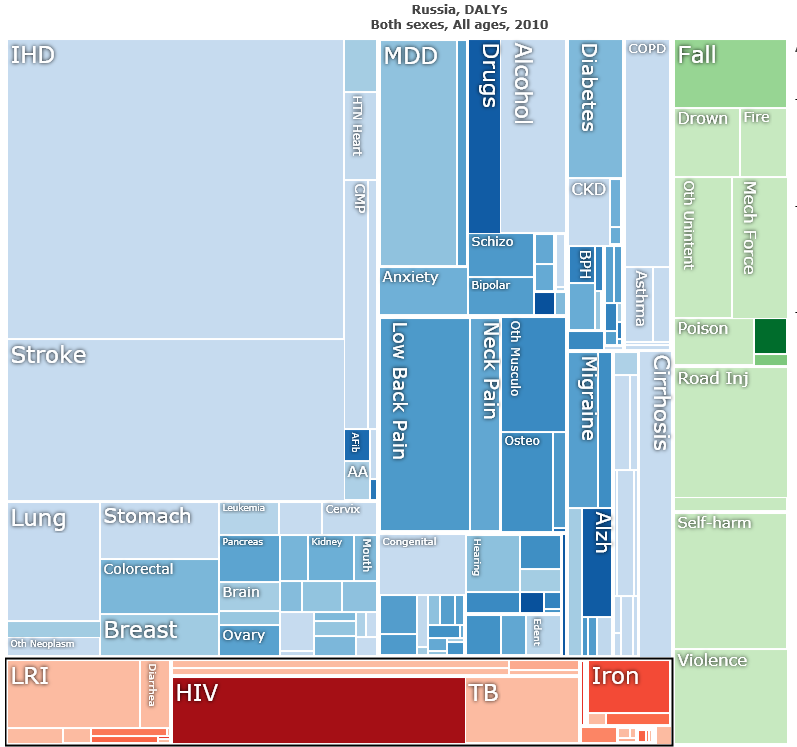 Russia, DALYs
Both sexes, All ages, 2010
IHD
HTN Heart
CMP
Stroke
AFib
AA
MDD
Drugs
Alcohol
Schizo
Anxiety
Bipolar
Diabetes
COPD
CKD
BPH
Asthma
Fall
Drown
Fire
Oth Unintent
Mech Force
Poison
Low Back Pain
Neck Pain
Oth Musculo
Osteo
Migraine
Cirrhosis
Alzh
Road Inj
Self-harm
Violence
Lung
Stomach
Leukemia
Cervix
Colorectal
Pancreas
Kidney
Mouth
Brain
Breast
Ovary
Oth Neoplasm
Congenital
Hearing
Edent
LRI
Diarrhea
HIV
TB
Iron